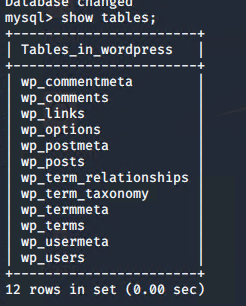 Database changed
mysql> show tables;
+-----------------------+
| Tables_in_wordpress   |
+-----------------------+
| wp_commentmeta        |
| wp_comments           |
| wp_links              |
| wp_options            |
| wp_postmeta           |
| wp_posts              |
| wp_term_relationships |
| wp_term_taxonomy      |
| wp_termmeta           |
| wp_terms              |
| wp_usermeta           |
| wp_users              |
+-----------------------+
12 rows in set (0.00 sec)